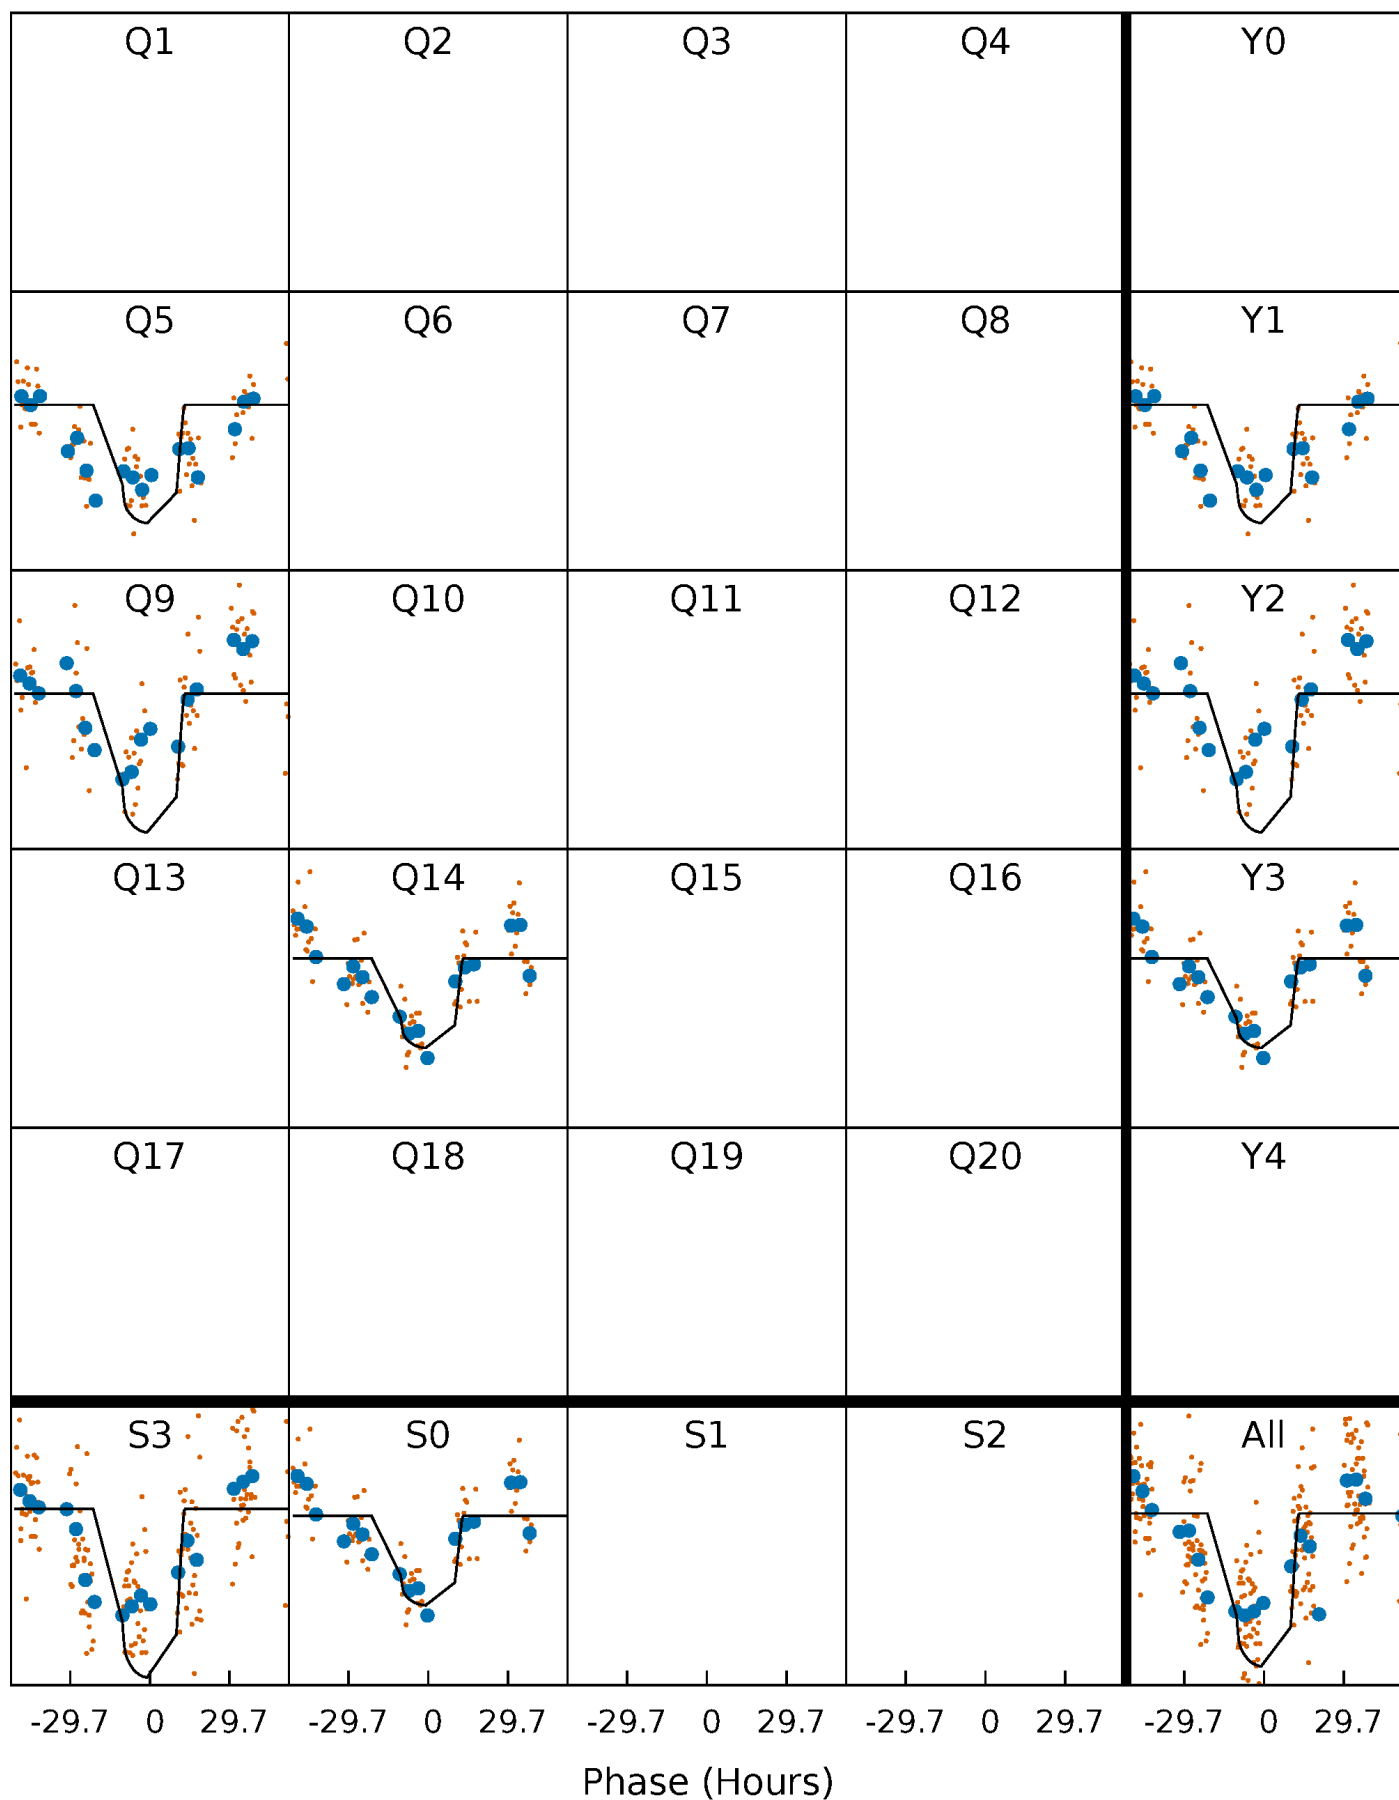 Q1 Q2 Q3 Q4 Y0
Q5 Q6 Q7 Q8 Y1
Q9 Q10 Q11 Q12 Y2
Q13 Q14 Q15 Q16 Y3
Q17 Q18 Q19 Q20 Y4
S3 S0 S1 S2 All
-29.7 0 29.7 -29.7 0 29.7 -29.7 0 29.7 -29.7 0 29.7 -29.7 0 29.7
Phase (Hours)